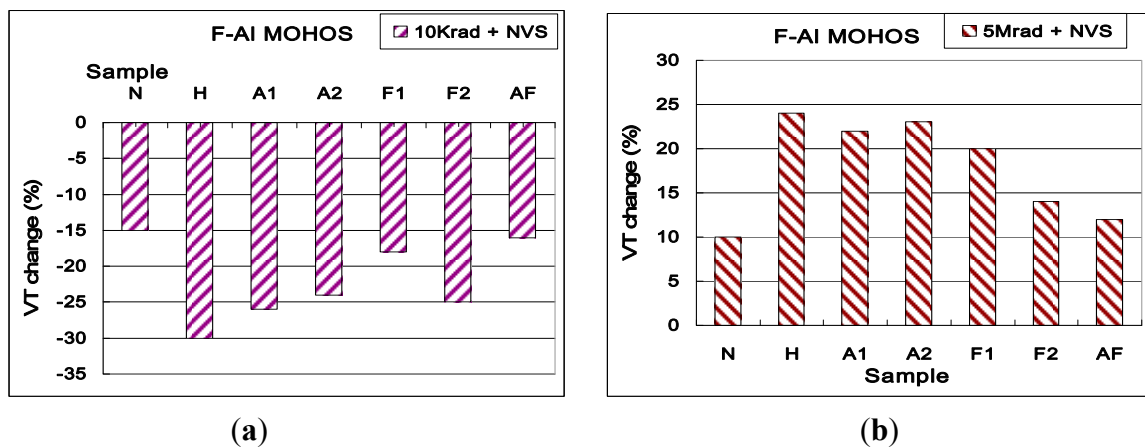 F-Al MOHOS
10Krad + NVS
Sample
N H A1 A2 F1 F2 AF
0
-5
-10
-15
-20
-25
-30
-35
VT change (%)
(a)
F-Al MOHOS
5Mrad + NVS
30
25
20
15
10
5
0
VT change (%)
N H A1 A2 F1 F2 AF
Sample
(b)